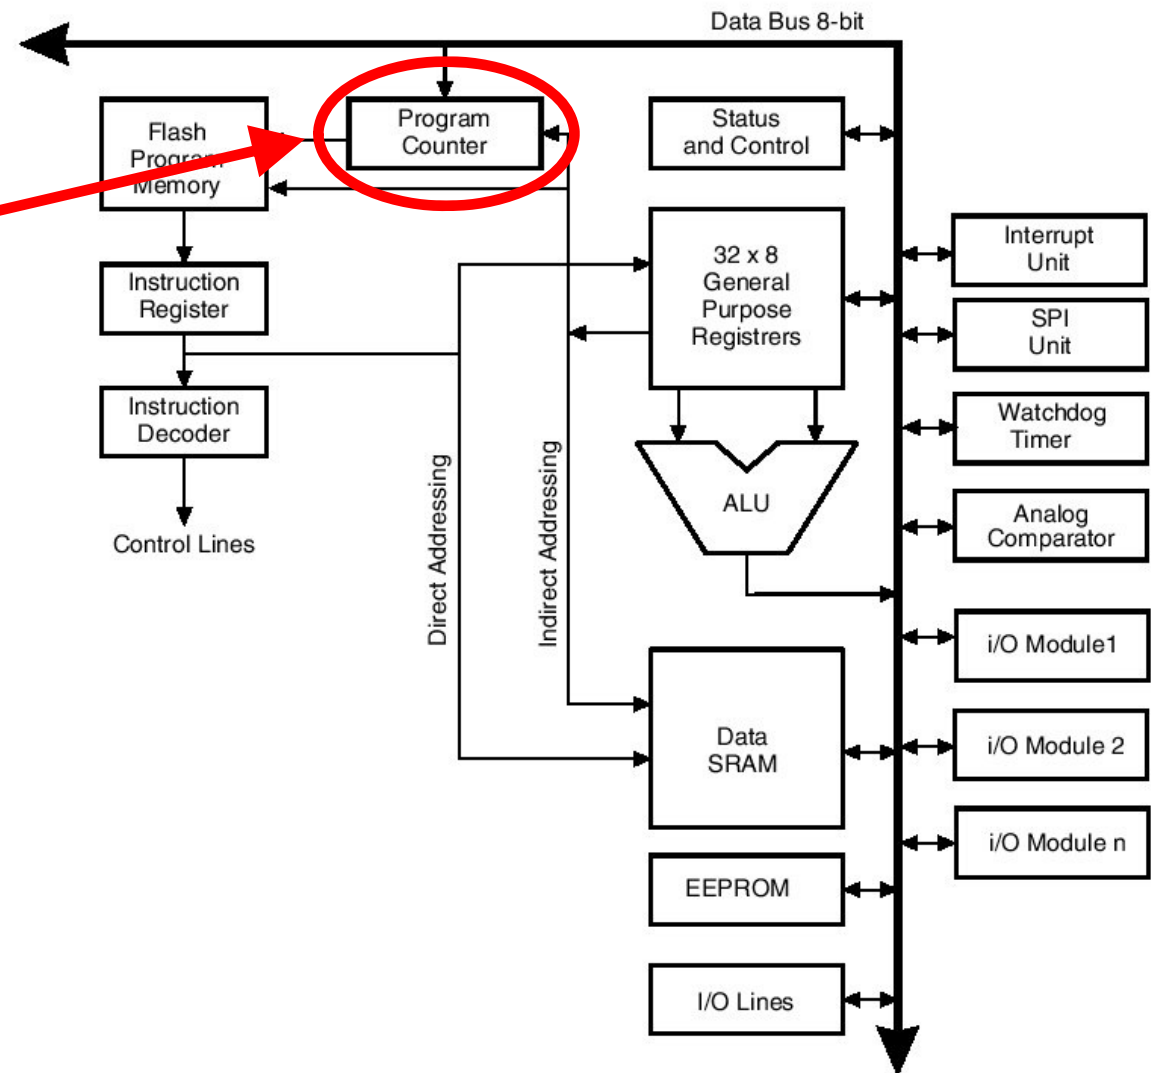 Data Bus 8-bit
Flash
Program
Memory
Program
Counter
Status
and Control
Instruction
Register
32 x 8
General
Purpose
Registrers
Interrupt
Unit
SPI
Unit
Instruction
Decoder
Watchdog
Timer
Control Lines
Direct Addressing
Indirect Addressing
ALU
Analog
Comparator
i/O Module1
Data
SRAM
i/O Module 2
i/O Module n
EEPROM
I/O Lines